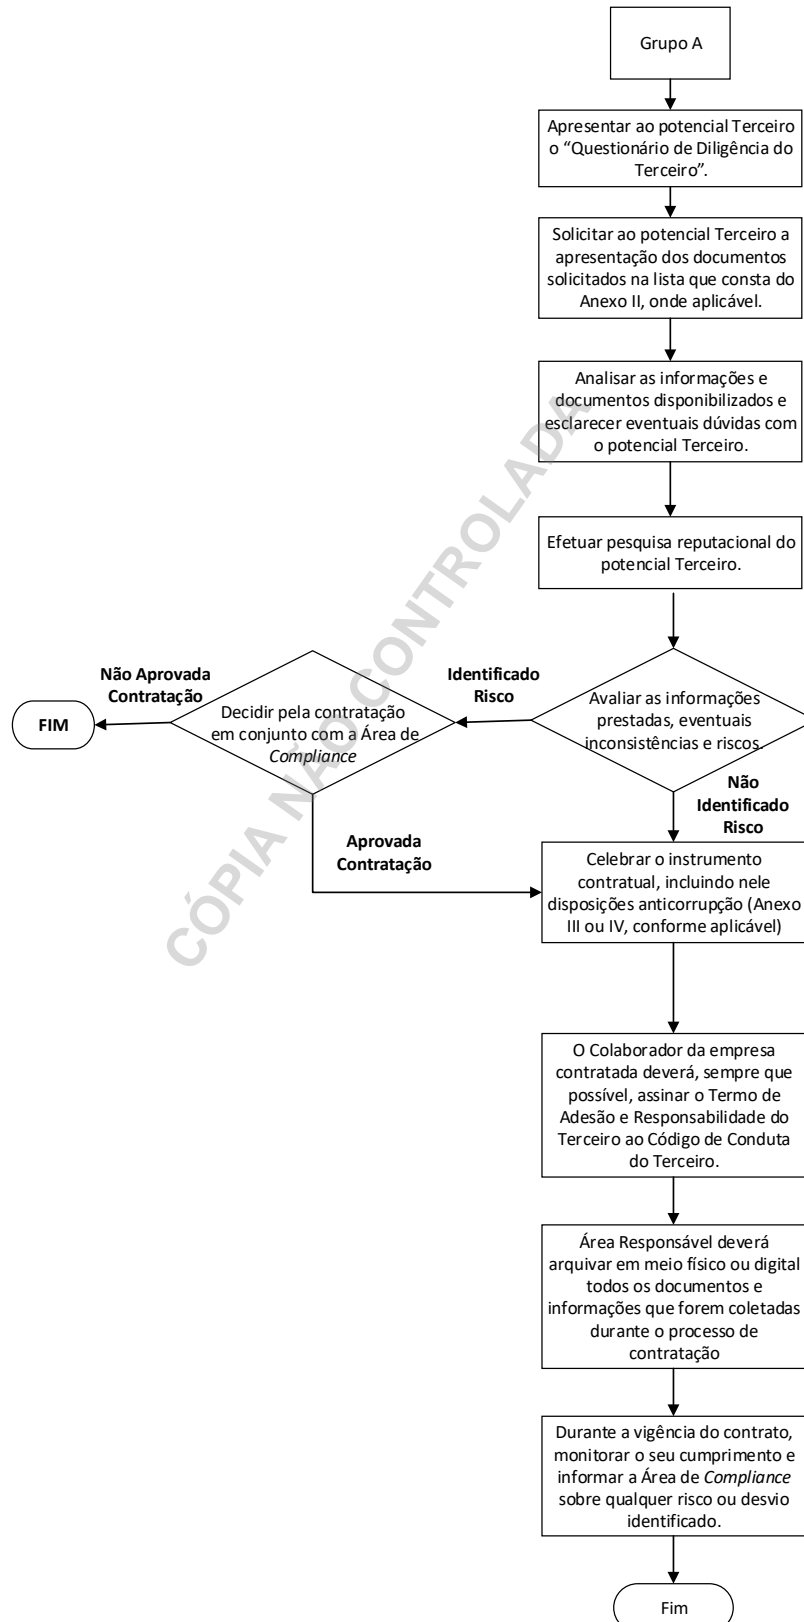 Grupo A
Apresentar ao potencial Terceiro
o “Questionário de Diligência do
Terceiro”.
Solicitar ao potencial Terceiro a
apresentação dos documentos
solicitados na lista que consta do
Anexo II, onde aplicável.
Analisar as informações e
documentos disponibilizados e
esclarecer eventuais dúvidas com
o potencial Terceiro.
Efetuar pesquisa reputacional do
potencial Terceiro.
Avaliar as informações
prestadas, eventuais
inconsistências e riscos.
Identificado
Risco
Decidir pela contratação
em conjunto com a Área de
Compliance
Não Aprovada
Contratação
FIM
Não
Identificado
Risco
Aprovada
Contratação
Celebrar o instrumento
contratual, incluindo nele
disposições anticorrupção (Anexo
III ou IV, conforme aplicável)
O Colaborador da empresa
contratada deverá, sempre que
possível, assinar o Termo de
Adesão e Responsabilidade do
Terceiro ao Código de Conduta
do Terceiro.
Área Responsável deverá
arquivar em meio físico ou digital
todos os documentos e
informações que forem coletadas
durante o processo de
contratação
Durante a vigência do contrato,
monitorar o seu cumprimento e
informar a Área de Compliance
sobre qualquer risco ou desvio
identificado.
Fim
CÓPIA NÃO CONTROLADA